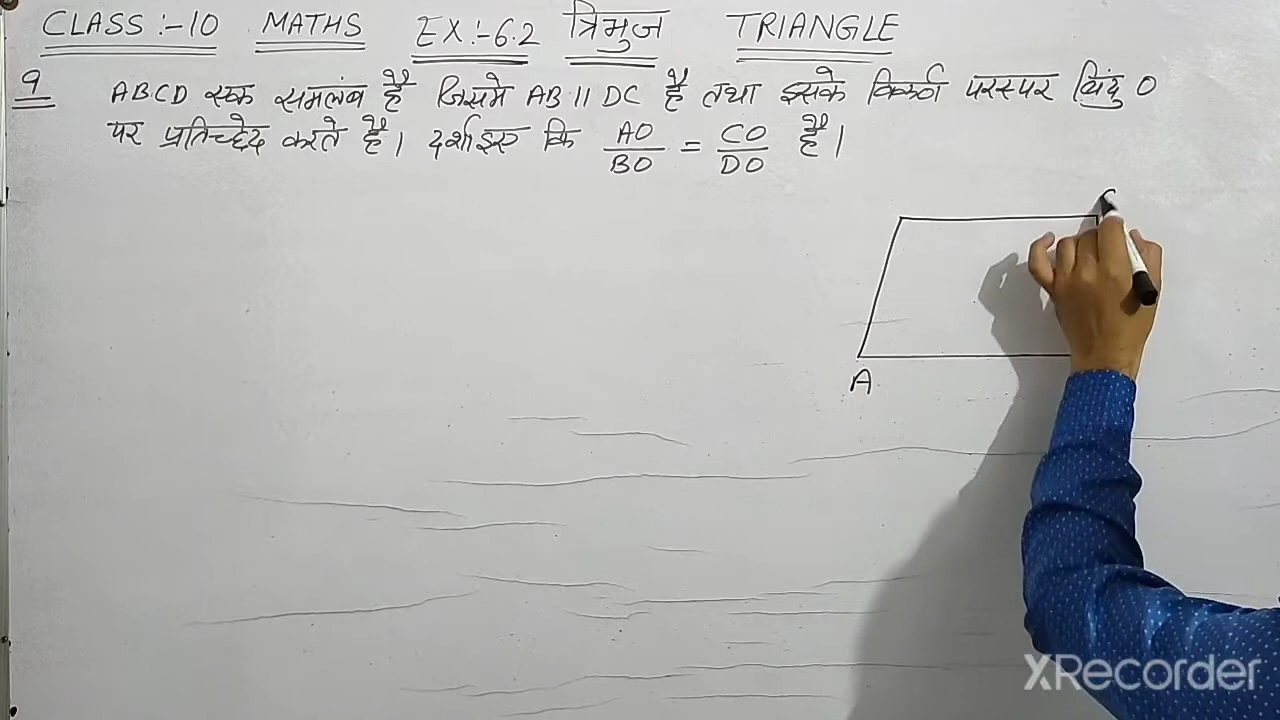 CLASS :- 10 MATHS EX :- 6.2 त्रिभुज TRIANGLE
9 ABCD एक समलंब है जिसमे AB || DC है तथा इसके विकर्ण परस्पर बिंदु O
पर प्रतिच्छेद करते है। दर्शाइए कि AO/BO = CO/DO है।
C
A
XRecorder